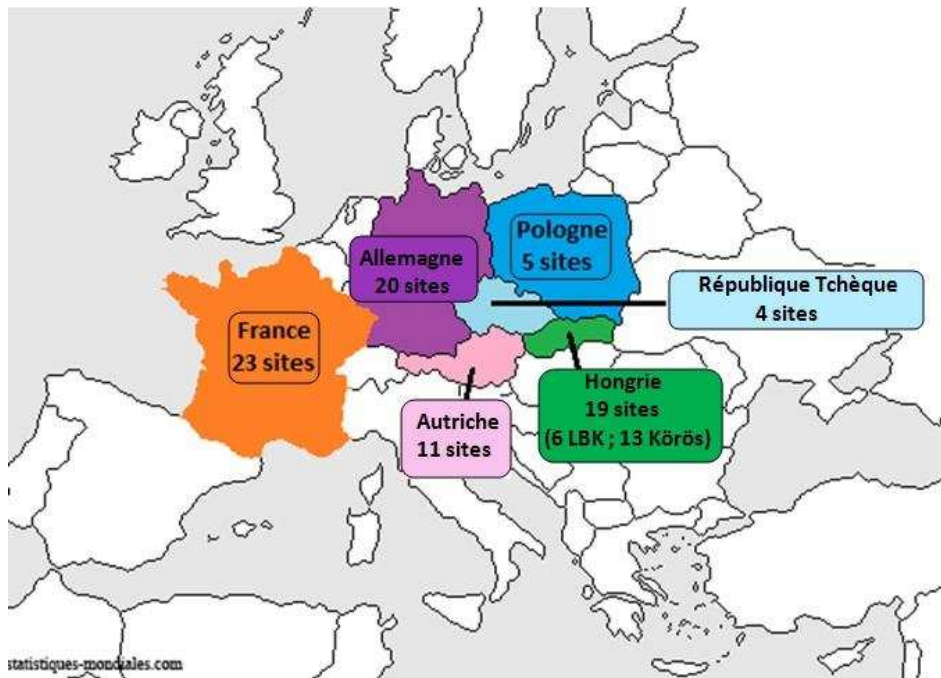 Pologne
5 sites
Allemagne
20 sites
République Tchèque
4 sites
France
23 sites
Hongrie
19 sites
(6 LBK ; 13 Körös)
Autriche
11 sites
statistiques-mondiales.com